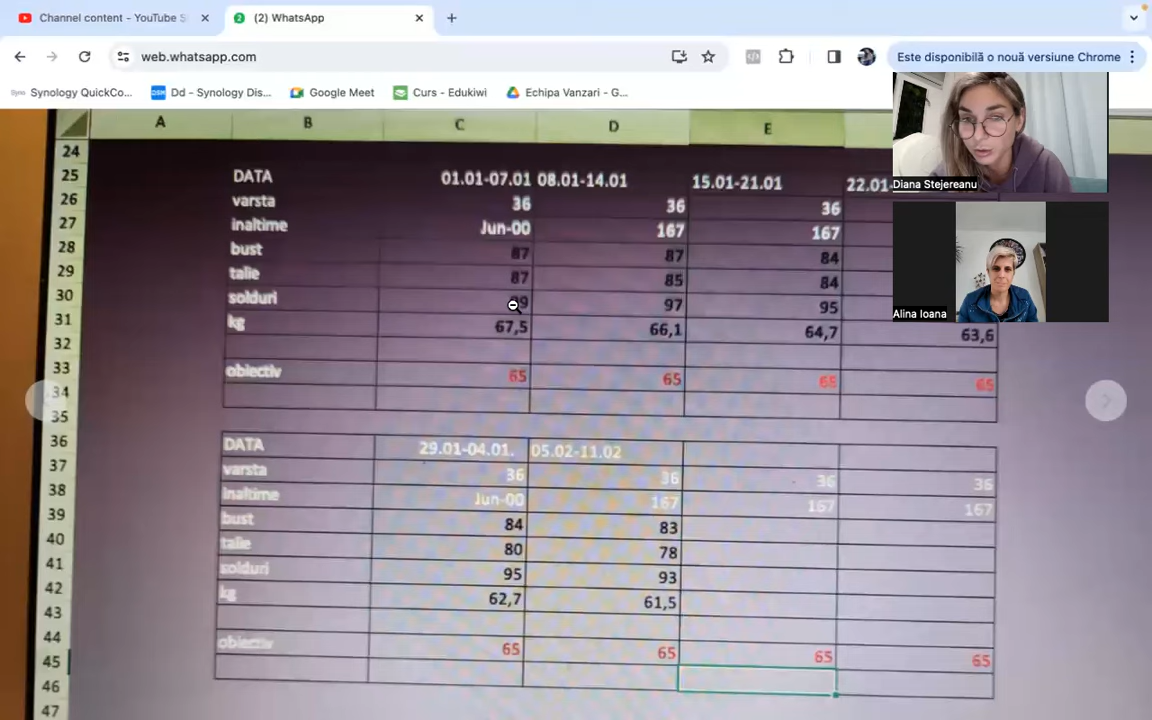 Channel content - YouTube S
(2) WhatsApp
web.whatsapp.com
Este disponibilă o nouă versiune Chrome
Synology QuickCo...
Dd - Synology Dis...
Google Meet
Curs - Edukiwi
Echipa Vanzari - G...
A B C D E
24
25 DATA 01.01-07.01 08.01-14.01 15.01-21.01 22.01-
26 varsta 36 36 36
27 inaltime Jun-00 167 167
28 bust 87 87 84
29 talie 87 85 84
30 solduri 97 95
31 kg 67,5 66,1 64,7 63,6
32
33 obiectiv 65 65 65 65
34
35
36 DATA 29.01-04.01. 05.02-11.02
37 varsta 36 36 36 36
38 inaltime Jun-00 167 167 167
39 bust 84 83
40 talie 80 78
41 solduri 95 93
42 kg 62,7 61,5
43
44 obiectiv 65 65 65 65
45
46
47
Diana Stejereanu
Alina Ioana